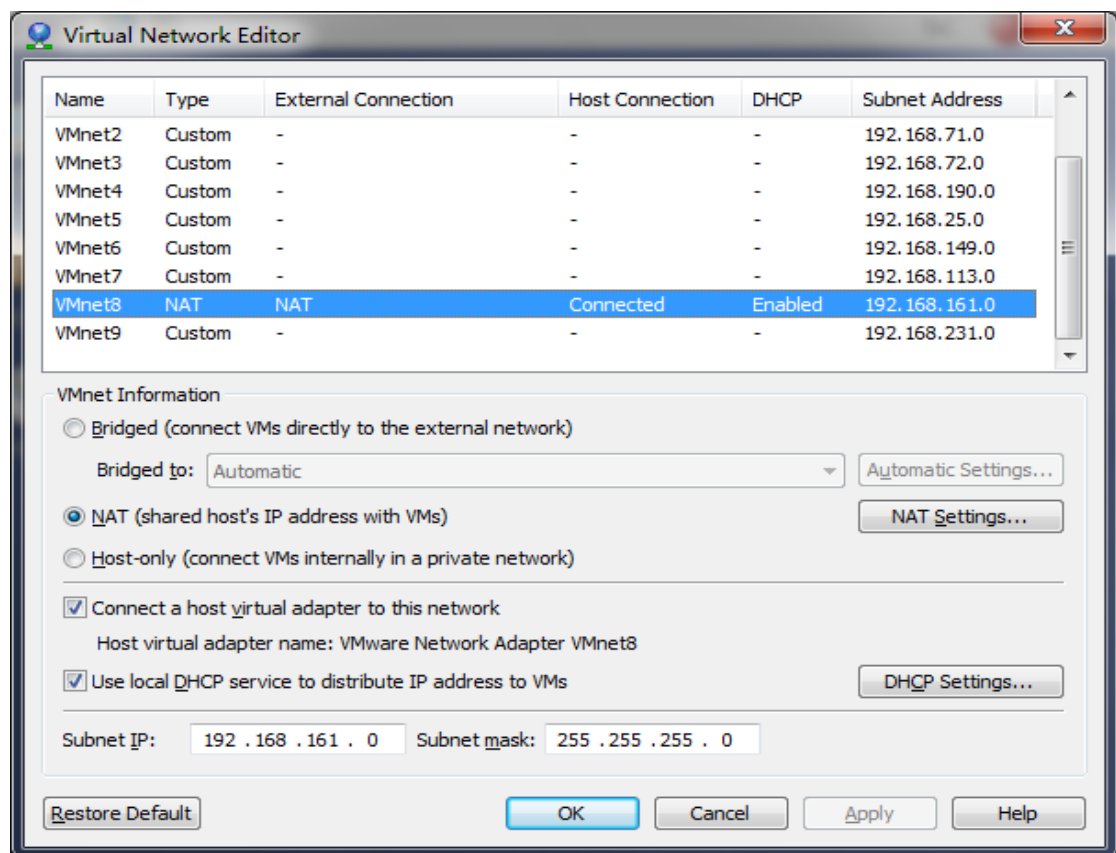 Virtual Network Editor
Name Type External Connection Host Connection DHCP Subnet Address
VMnet2 Custom - - - 192.168.71.0
VMnet3 Custom - - - 192.168.72.0
VMnet4 Custom - - - 192.168.190.0
VMnet5 Custom - - - 192.168.25.0
VMnet6 Custom - - - 192.168.149.0
VMnet7 Custom - - - 192.168.113.0
VMnet8 NAT NAT Connected Enabled 192.168.161.0
VMnet9 Custom - - - 192.168.231.0
VMnet Information
Bridged (connect VMs directly to the external network)
Bridged to: Automatic Automatic Settings...
NAT (shared host's IP address with VMs) NAT Settings...
Host-only (connect VMs internally in a private network)
Connect a host virtual adapter to this network
Host virtual adapter name: VMware Network Adapter VMnet8
Use local DHCP service to distribute IP address to VMs DHCP Settings...
Subnet IP: 192 . 168 . 161 . 0 Subnet mask: 255 . 255 . 255 . 0
Restore Default OK Cancel Apply Help